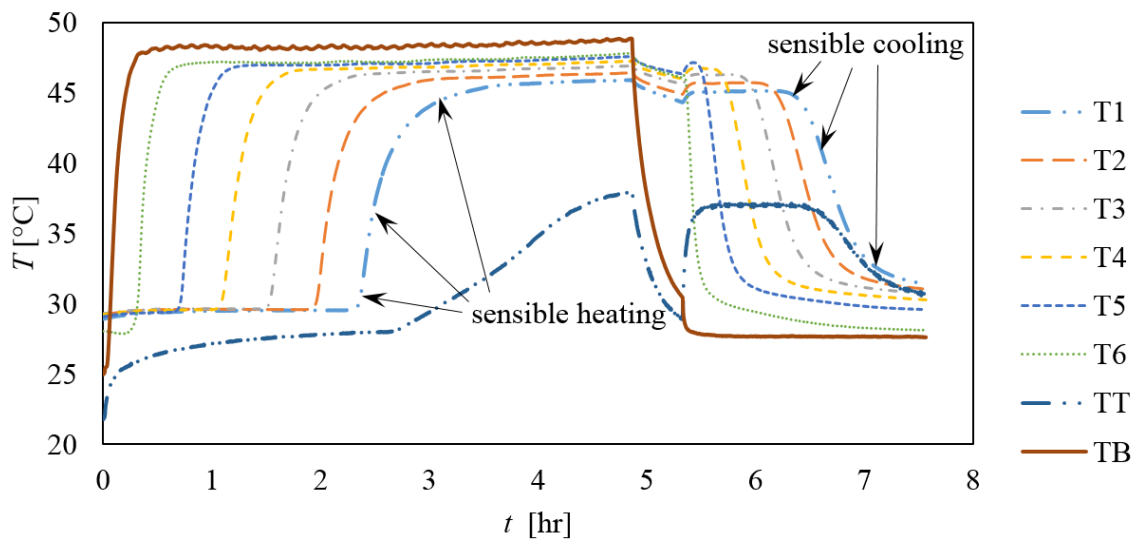 50
45
40
35
30
25
20
T [°C]
0
1
2
3
4
5
6
7
8
t [hr]
sensible heating
sensible cooling
T1
T2
T3
T4
T5
T6
TT
TB